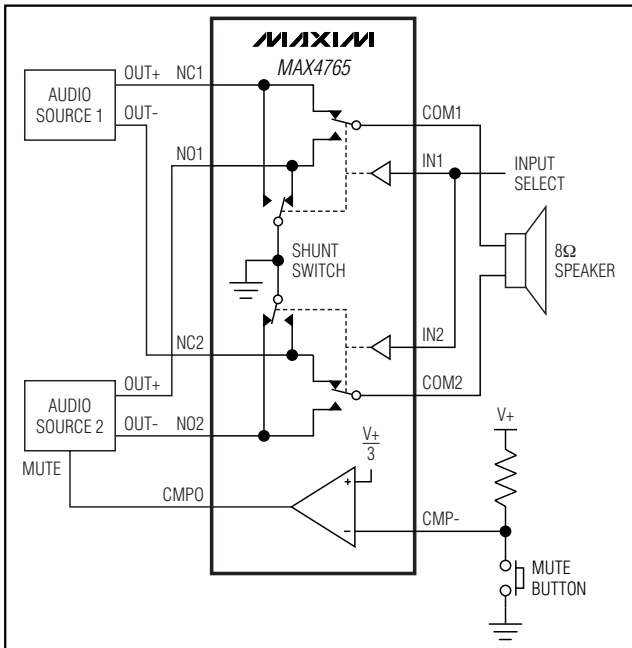 MAXIM
MAX4765
AUDIO
SOURCE 1
OUT+
OUT-
NC1
NO1
COM1
IN1
INPUT
SELECT
SHUNT
SWITCH
8Ω
SPEAKER
NC2
IN2
COM2
AUDIO
SOURCE 2
OUT+
OUT-
NO2
MUTE
CMPO
V+
3
+
-
CMP-
V+
MUTE
BUTTON